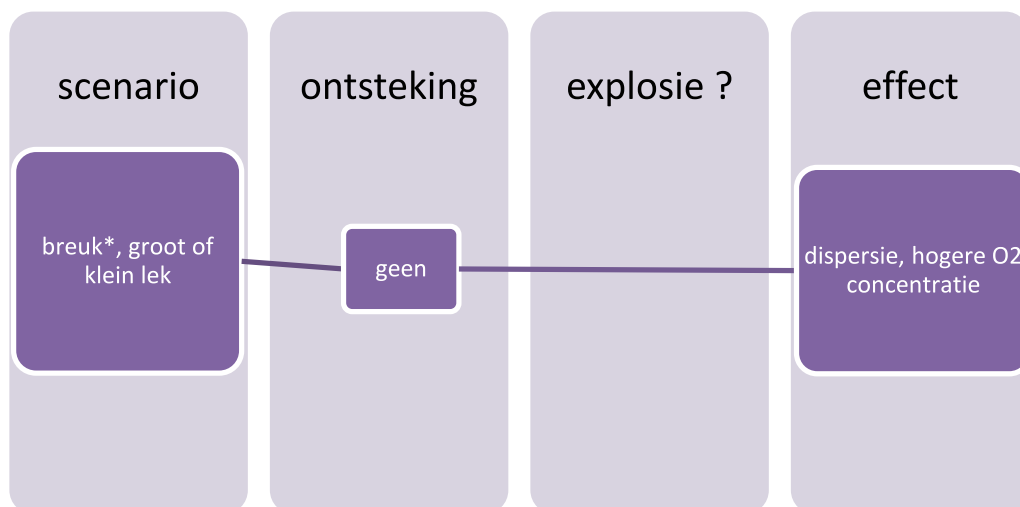 scenario
ontsteking
explosie ?
effect
breuk*, groot of
klein lek
geen
dispersie, hogere O2
concentratie